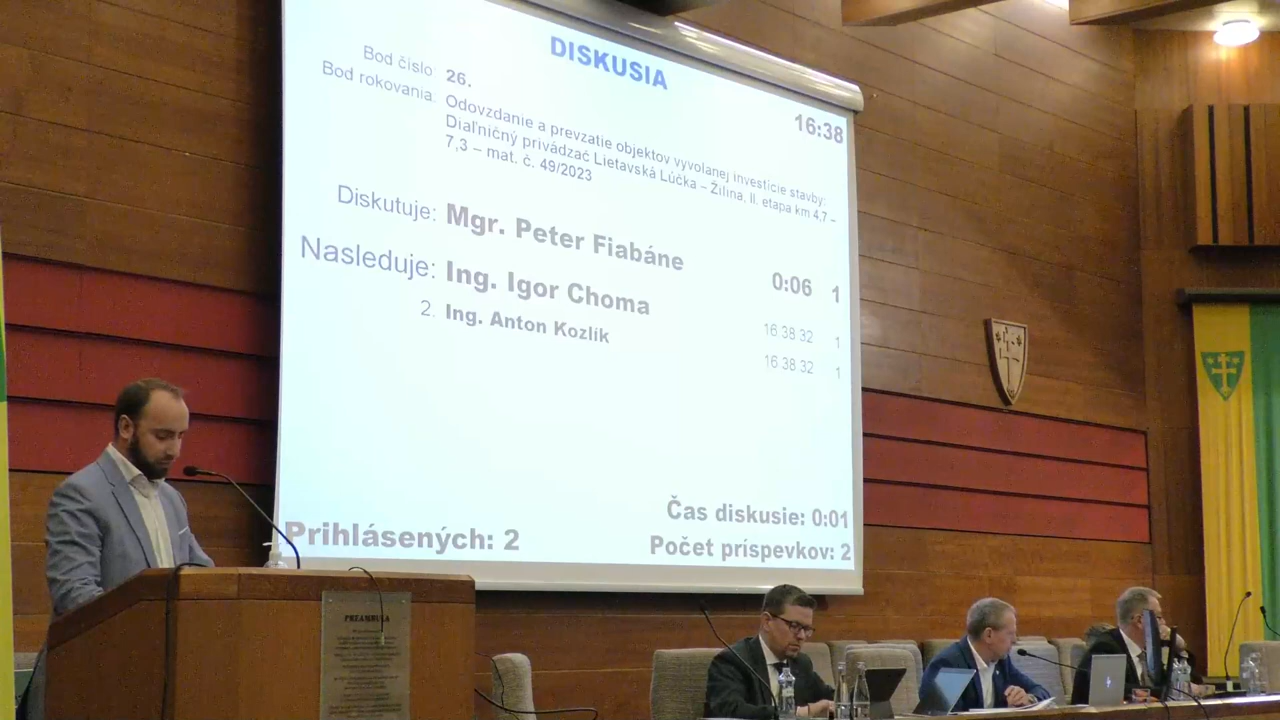 DISKUSIA
16:38
Bod číslo: 26.
Bod rokovania: Odovzdanie a prevzatie objektov vyvolanej investície stavby:
Diaľničný privádzač Lietavská Lúčka – Žilina, II. etapa km 4,7 –
7,3 – mat. č. 49/2023
Diskutuje: Mgr. Peter Fiabáne 0:06 1
Nasleduje: Ing. Igor Choma 16 38 32 1
2. Ing. Anton Kozlík 16 38 32 1
Čas diskusie: 0:01
Prihlásených: 2 Počet príspevkov: 2
PREAMBULA